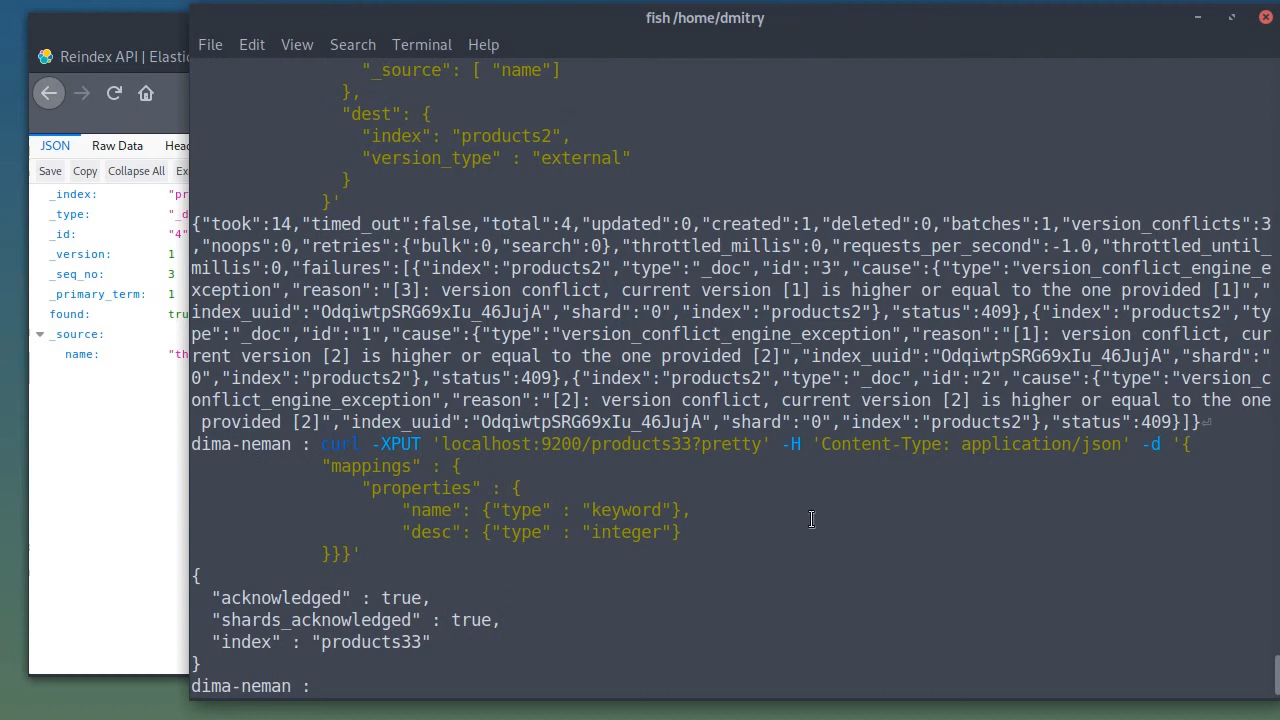 fish /home/dmitry
File Edit View Search Terminal Help
Reindex API | Elastic
JSON Raw Data
Save Copy Collapse All
_index:
_type:
_id: "4"
_version: 1
_seq_no: 3
_primary_term: 1
found:
_source:
name:
"_source": [ "name"]
},
"dest": {
"index": "products2",
"version_type" : "external"
}
}'
{"took":14,"timed_out":false,"total":4,"updated":0,"created":1,"deleted":0,"batches":1,"version_conflicts":3
,"noops":0,"retries":{"bulk":0,"search":0},"throttled_millis":0,"requests_per_second":-1.0,"throttled_until_
millis":0,"failures":[{"index":"products2","type":"_doc","id":"3","cause":{"type":"version_conflict_engine_e
xception","reason":"[3]: version conflict, current version [1] is higher or equal to the one provided [1]","
index_uuid":"OdqiwtpSRG69xIu_46JujA","shard":"0","index":"products2"},"status":409},{"index":"products2","ty
pe":"_doc","id":"1","cause":{"type":"version_conflict_engine_exception","reason":"[1]: version conflict, cur
rent version [2] is higher or equal to the one provided [2]","index_uuid":"OdqiwtpSRG69xIu_46JujA","shard":"
0","index":"products2"},"status":409},{"index":"products2","type":"_doc","id":"2","cause":{"type":"version_c
onflict_engine_exception","reason":"[2]: version conflict, current version [2] is higher or equal to the one
provided [2]","index_uuid":"OdqiwtpSRG69xIu_46JujA","shard":"0","index":"products2"},"status":409}]}⏎
dima-neman : curl -XPUT 'localhost:9200/products33?pretty' -H 'Content-Type: application/json' -d '{
"mappings" : {
"properties" : {
"name": {"type" : "keyword"},
"desc": {"type" : "integer"}
}}}'
{
"acknowledged" : true,
"shards_acknowledged" : true,
"index" : "products33"
}
dima-neman :